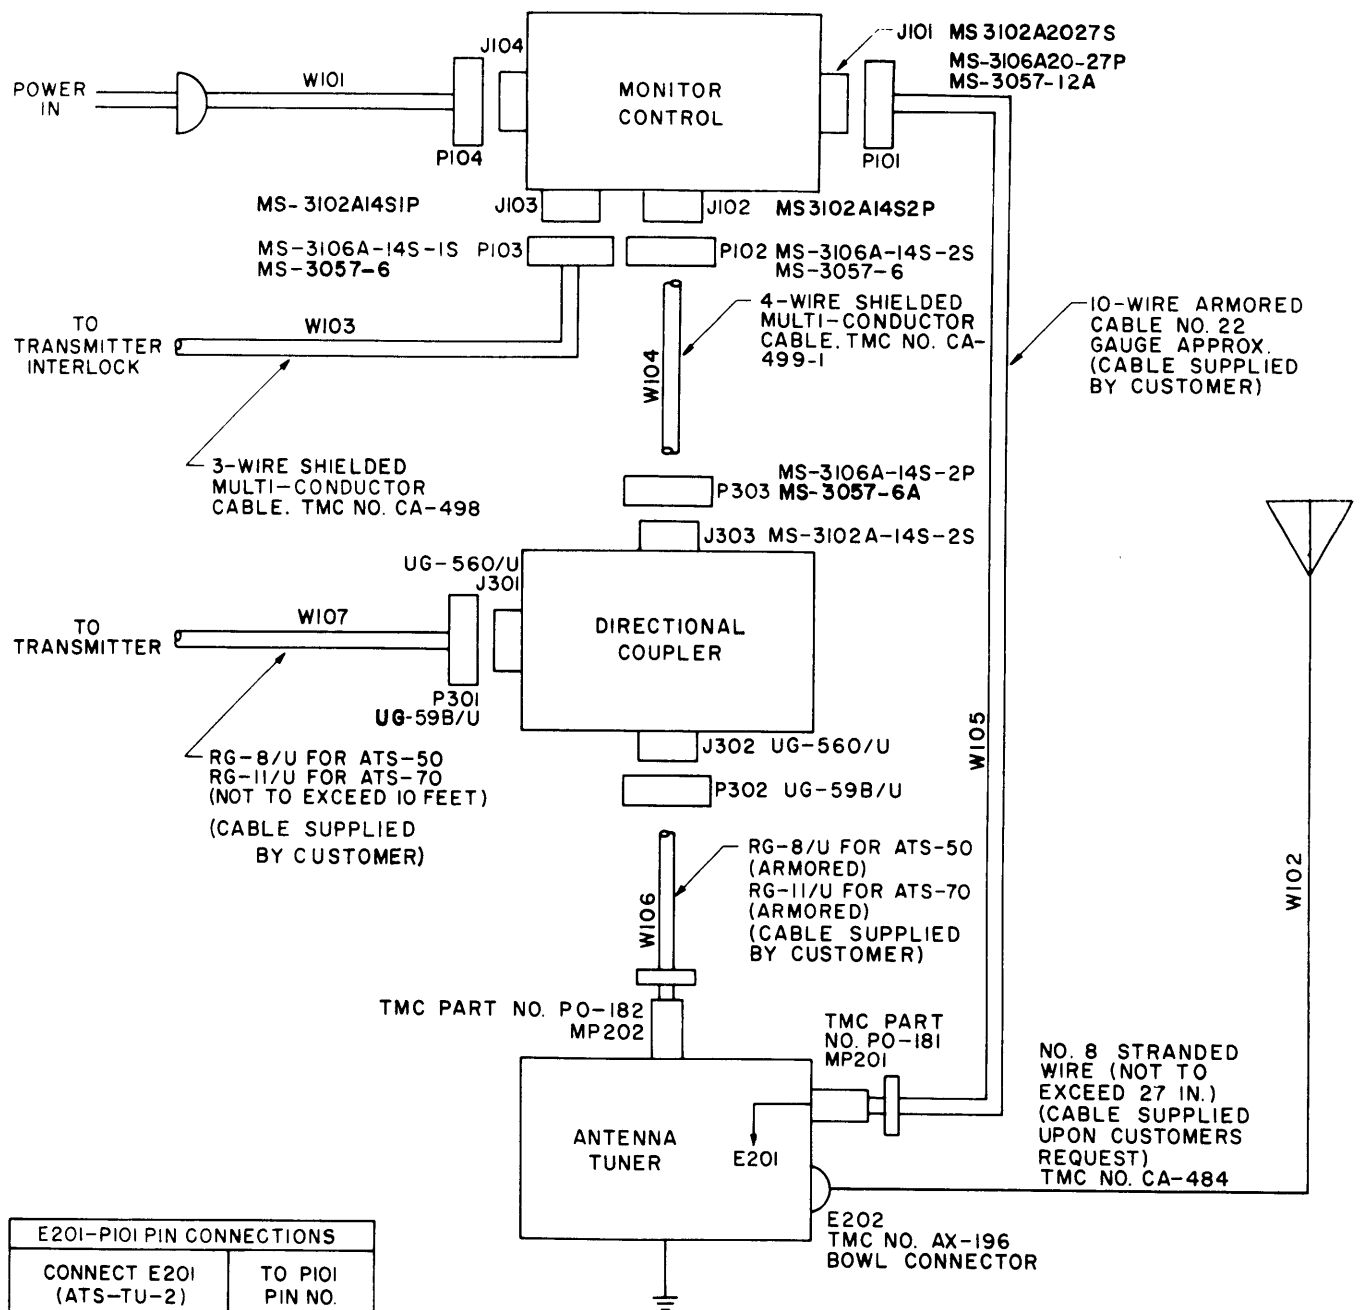 J104
J101 MS3102A2027S
MS-3106A20-27P
MS-3057-12A
POWER
IN
W101
MONITOR
CONTROL
P104
P101
MS-3102A14S1P
J103
J102
MS3102A14S2P
MS-3106A-14S-1S
MS-3057-6
P103
P102
MS-3106A-14S-2S
MS-3057-6
TO
TRANSMITTER
INTERLOCK
W103
W104
4-WIRE SHIELDED
MULTI-CONDUCTOR
CABLE. TMC NO. CA-
499-1
10-WIRE ARMORED
CABLE NO. 22
GAUGE APPROX.
(CABLE SUPPLIED
BY CUSTOMER)
3-WIRE SHIELDED
MULTI-CONDUCTOR
CABLE. TMC NO. CA-498
P303
MS-3106A-14S-2P
MS-3057-6A
J303 MS-3102A-14S-2S
UG-560/U
J301
TO
TRANSMITTER
W107
DIRECTIONAL
COUPLER
P301
UG-59B/U
W105
J302 UG-560/U
P302 UG-59B/U
RG-8/U FOR ATS-50
RG-11/U FOR ATS-70
(NOT TO EXCEED 10 FEET)
(CABLE SUPPLIED
BY CUSTOMER)
W106
RG-8/U FOR ATS-50
(ARMORED)
RG-11/U FOR ATS-70
(ARMORED)
(CABLE SUPPLIED
BY CUSTOMER)
W102
TMC PART NO. PO-182
MP202
TMC PART
NO. PO-181
MP201
NO. 8 STRANDED
WIRE (NOT TO
EXCEED 27 IN.)
(CABLE SUPPLIED
UPON CUSTOMERS
REQUEST)
TMC NO. CA-484
ANTENNA
TUNER
E201
E202
TMC NO. AX-196
BOWL CONNECTOR
E201-P101 PIN CONNECTIONS
CONNECT E201
(ATS-TU-2)
TO P101
PIN NO.